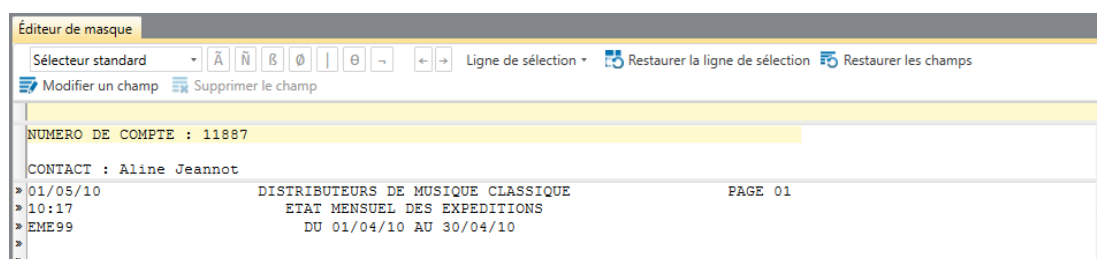 Éditeur de masque
Sélecteur standard Ã Ñ ß Ø | Θ ¬ ← → Ligne de sélection Restaurer la ligne de sélection Restaurer les champs
Modifier un champ Supprimer le champ
NUMERO DE COMPTE : 11887
CONTACT : Aline Jeannot
» 01/05/10 DISTRIBUTEURS DE MUSIQUE CLASSIQUE PAGE 01
» 10:17 ETAT MENSUEL DES EXPEDITIONS
» EME99 DU 01/04/10 AU 30/04/10
»